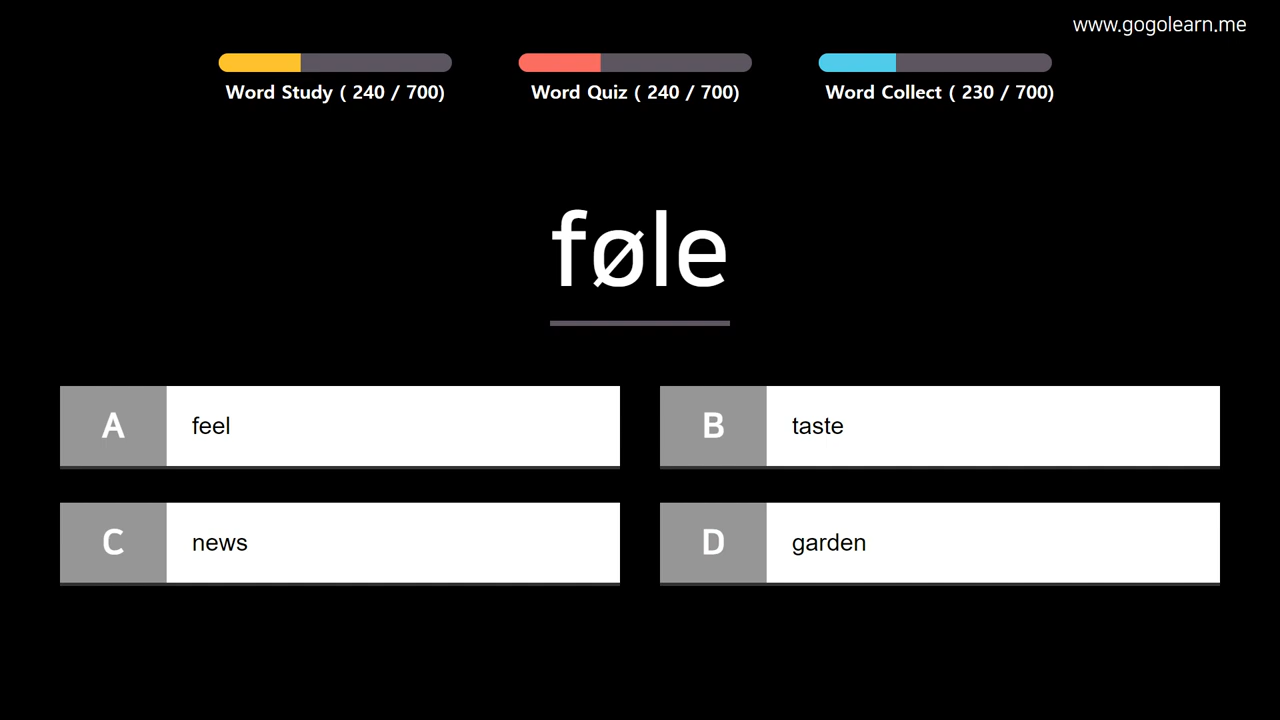 www.gogolearn.me
Word Study ( 240 / 700)
Word Quiz ( 240 / 700)
Word Collect ( 230 / 700)
føle
A feel
B taste
C news
D garden